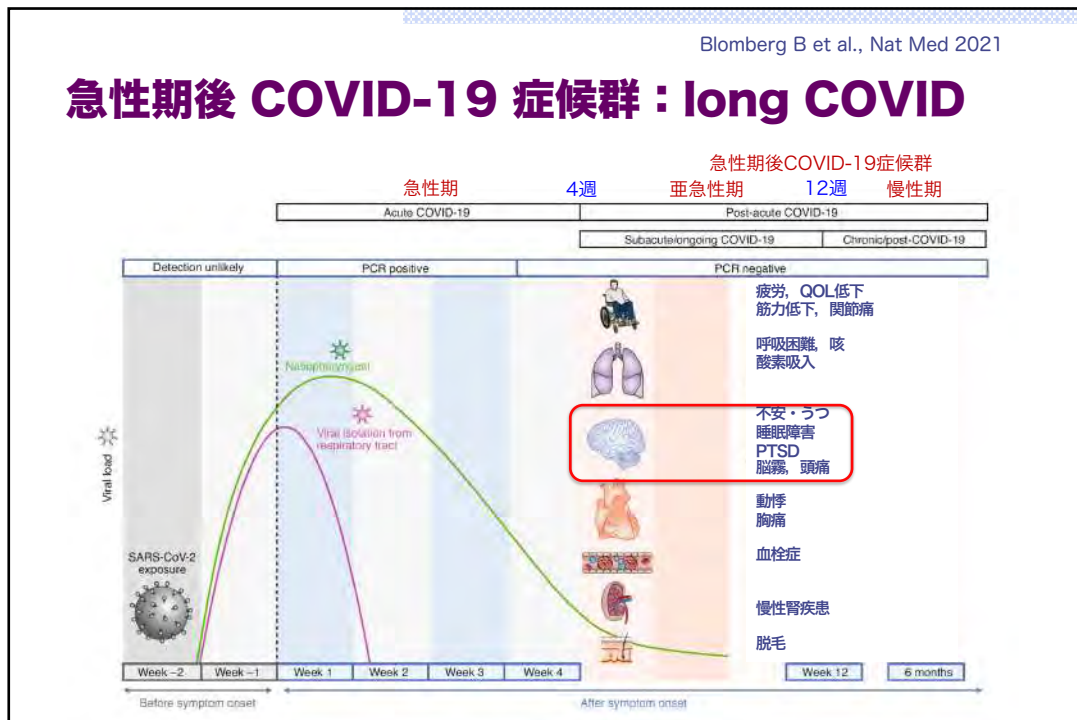 Blomberg B et al., Nat Med 2021
急性期後 COVID-19 症候群：long COVID
急性期後COVID-19症候群
急性期
4週
亜急性期
12週
慢性期
Acute COVID-19
Post-acute COVID-19
Subacute/ongoing COVID-19
Chronic/post-COVID-19
Detection unlikely
PCR positive
PCR negative
疲労，QOL低下
筋力低下，関節痛
呼吸困難，咳
酸素吸入
Nasopharyngeal
Viral isolation from
respiratory tract
不安・うつ
睡眠障害
PTSD
脳霧，頭痛
Viral load
動悸
胸痛
SARS-CoV-2
exposure
血栓症
慢性腎疾患
脱毛
Week −2
Week −1
Week 1
Week 2
Week 3
Week 4
Week 12
6 months
Before symptom onset
After symptom onset